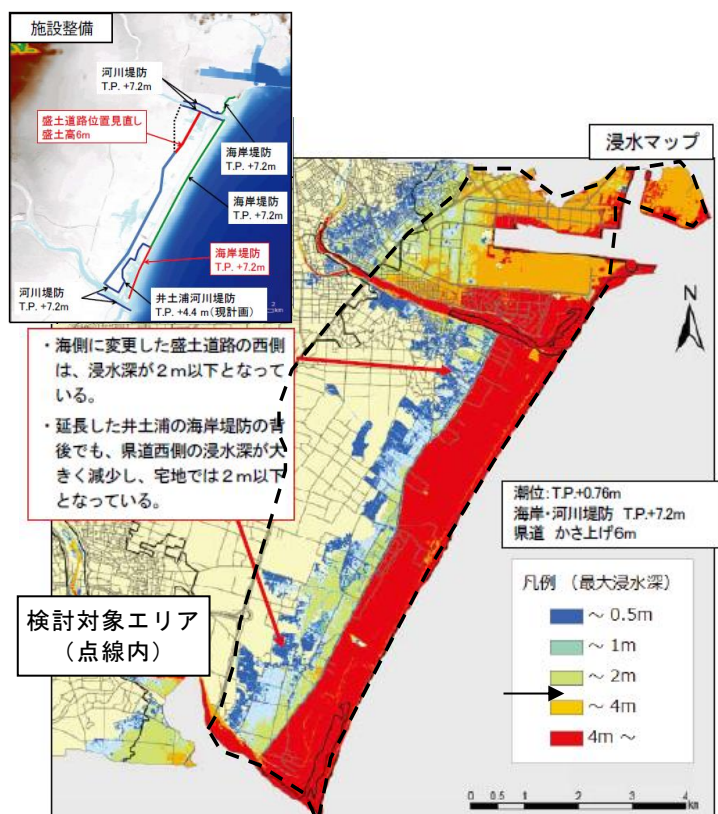 施設整備
河川堤防
T.P. +7.2m
盛土道路位置見直し
盛土高6m
海岸堤防
T.P. +7.2m
海岸堤防
T.P. +7.2m
海岸堤防
T.P. +7.2m
河川堤防
T.P. +7.2m
井土浦河川堤防
T.P. +4.4 m(現計画)
2
km
浸水マップ
N
・海側に変更した盛土道路の西側
は、浸水深が2m以下となって
いる。
・延長した井土浦の海岸堤防の背
後でも、県道西側の浸水深が大
きく減少し、宅地では2m以下
となっている。
検討対象エリア
(点線内)
潮位:T.P.+0.76m
海岸・河川堤防 T.P.+7.2m
県道 かさ上げ6m
凡例 (最大浸水深)
～ 0.5m
～ 1m
～ 2m
～ 4m
4m ～
0 0.5 1 2 3 4
km